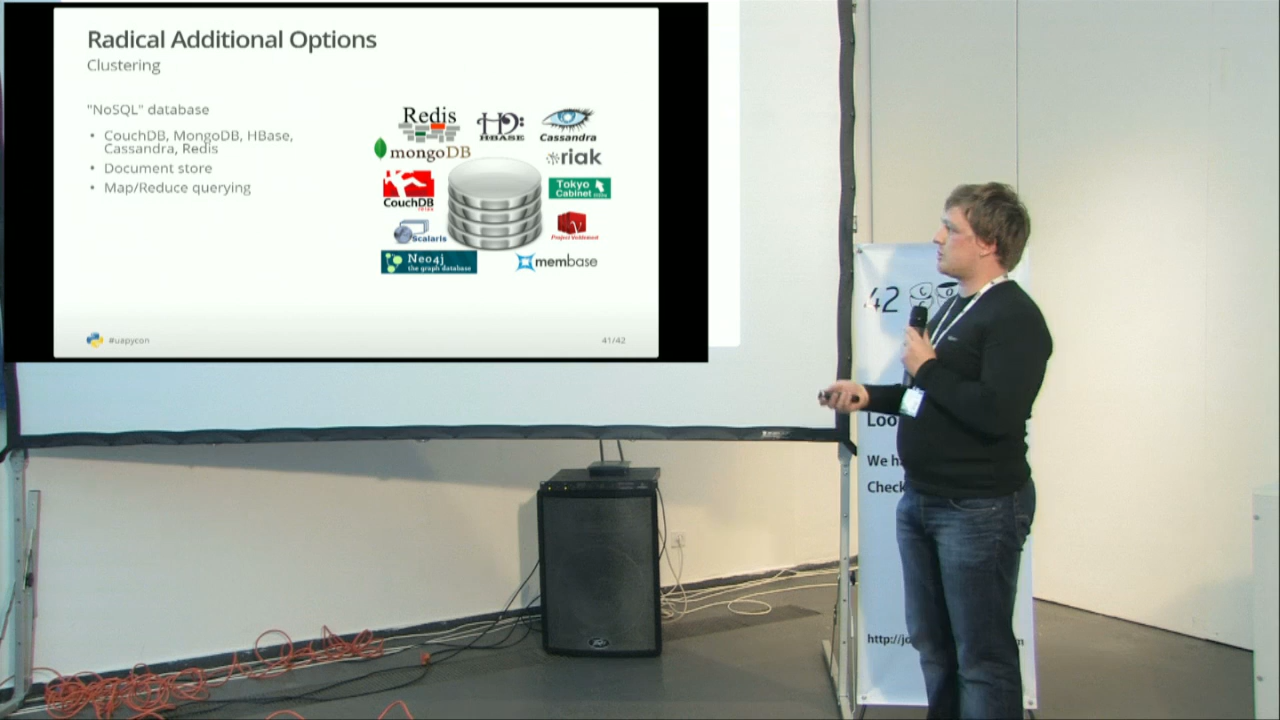 Radical Additional Options
Clustering
"NoSQL" database
• CouchDB, MongoDB, HBase,
Cassandra, Redis
• Document store
• Map/Reduce querying
Redis
HBASE
Cassandra
mongoDB
riak
CouchDB
Tokyo
Cabinet
Scalaris
Project Voldemort
Neo4j
the graph database
membase
#uapycon
41/42
42
Loo
We ha
Check
http://jo